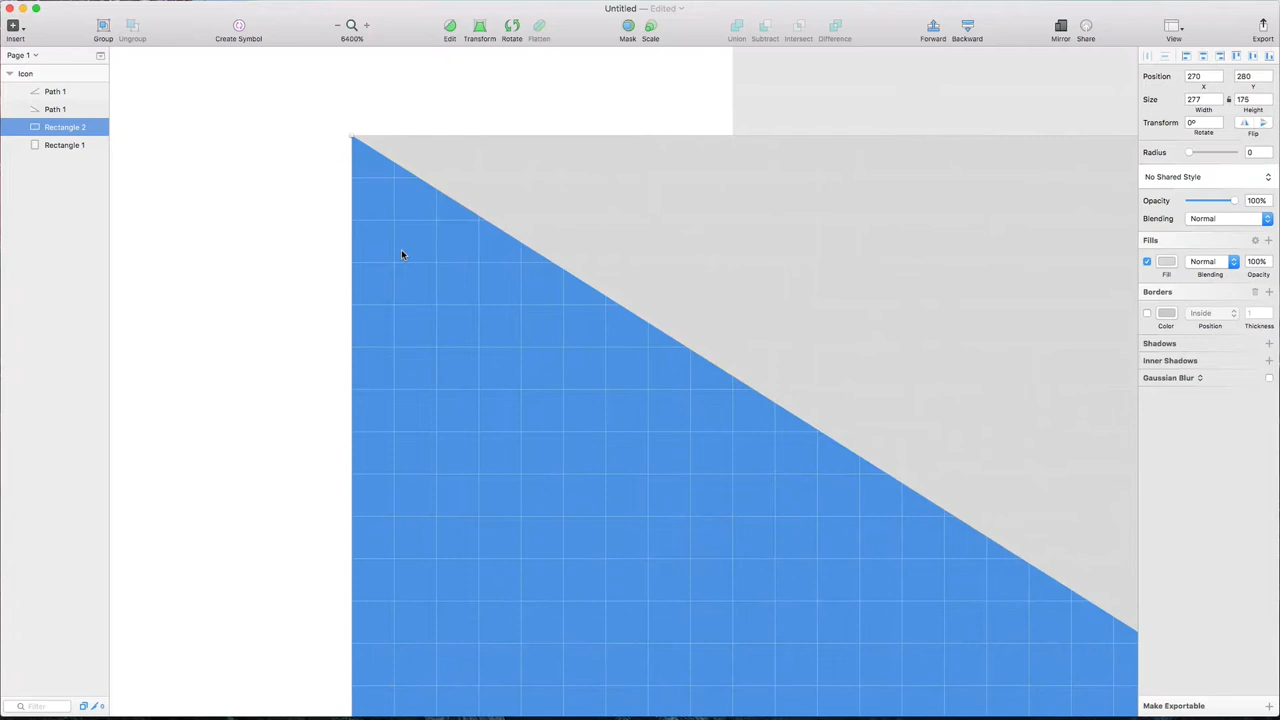 Untitled — Edited
Insert
Group
Ungroup
Create Symbol
6400%
Edit
Transform
Rotate
Flatten
Mask
Scale
Union
Subtract
Intersect
Difference
Forward
Backward
Mirror
Share
View
Export
Page 1
Icon
Path 1
Path 1
Rectangle 2
Rectangle 1
Filter
0
Position 270 280
X Y
Size 277 175
Width Height
Transform 0º
Rotate Flip
Radius 0
No Shared Style
Opacity 100%
Blending Normal
Fills
Normal 100%
Fill Blending Opacity
Borders
Inside 1
Color Position Thickness
Shadows
Inner Shadows
Gaussian Blur
Make Exportable